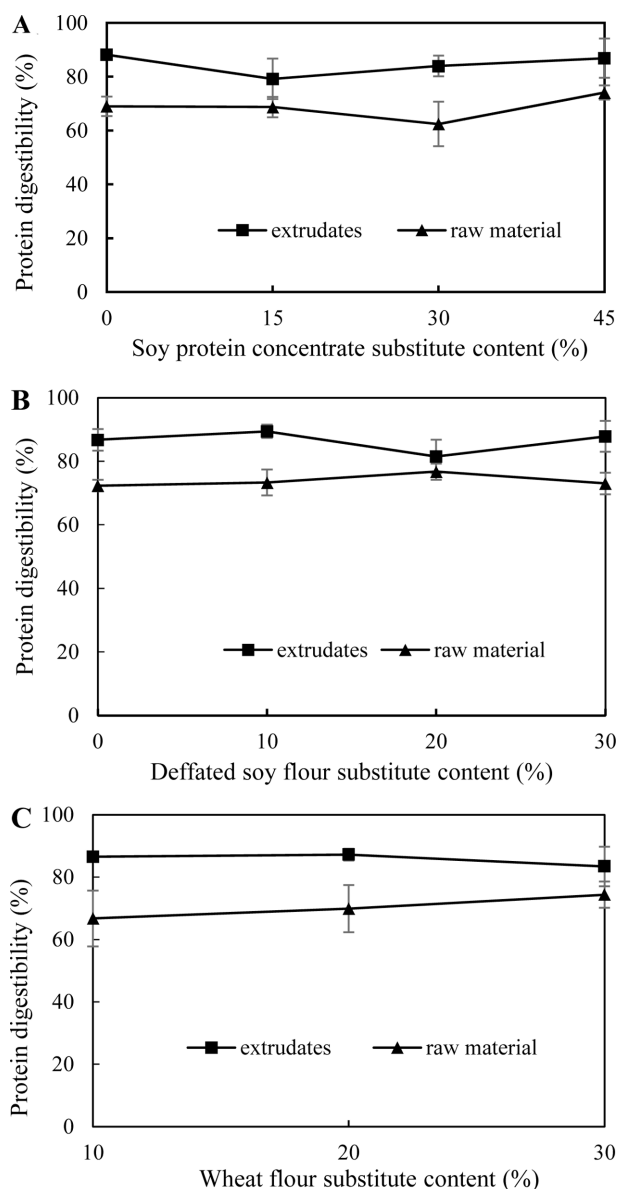 A
100
80
60
40
20
0
Protein digestibility (%)
extrudates raw material
0 15 30 45
Soy protein concentrate substitute content (%)
B
100
80
60
40
20
0
Protein digestibility (%)
extrudates raw material
0 10 20 30
Deffated soy flour substitute content (%)
C
100
80
60
40
20
0
Protein digestibility (%)
extrudates raw material
10 20 30
Wheat flour substitute content (%)